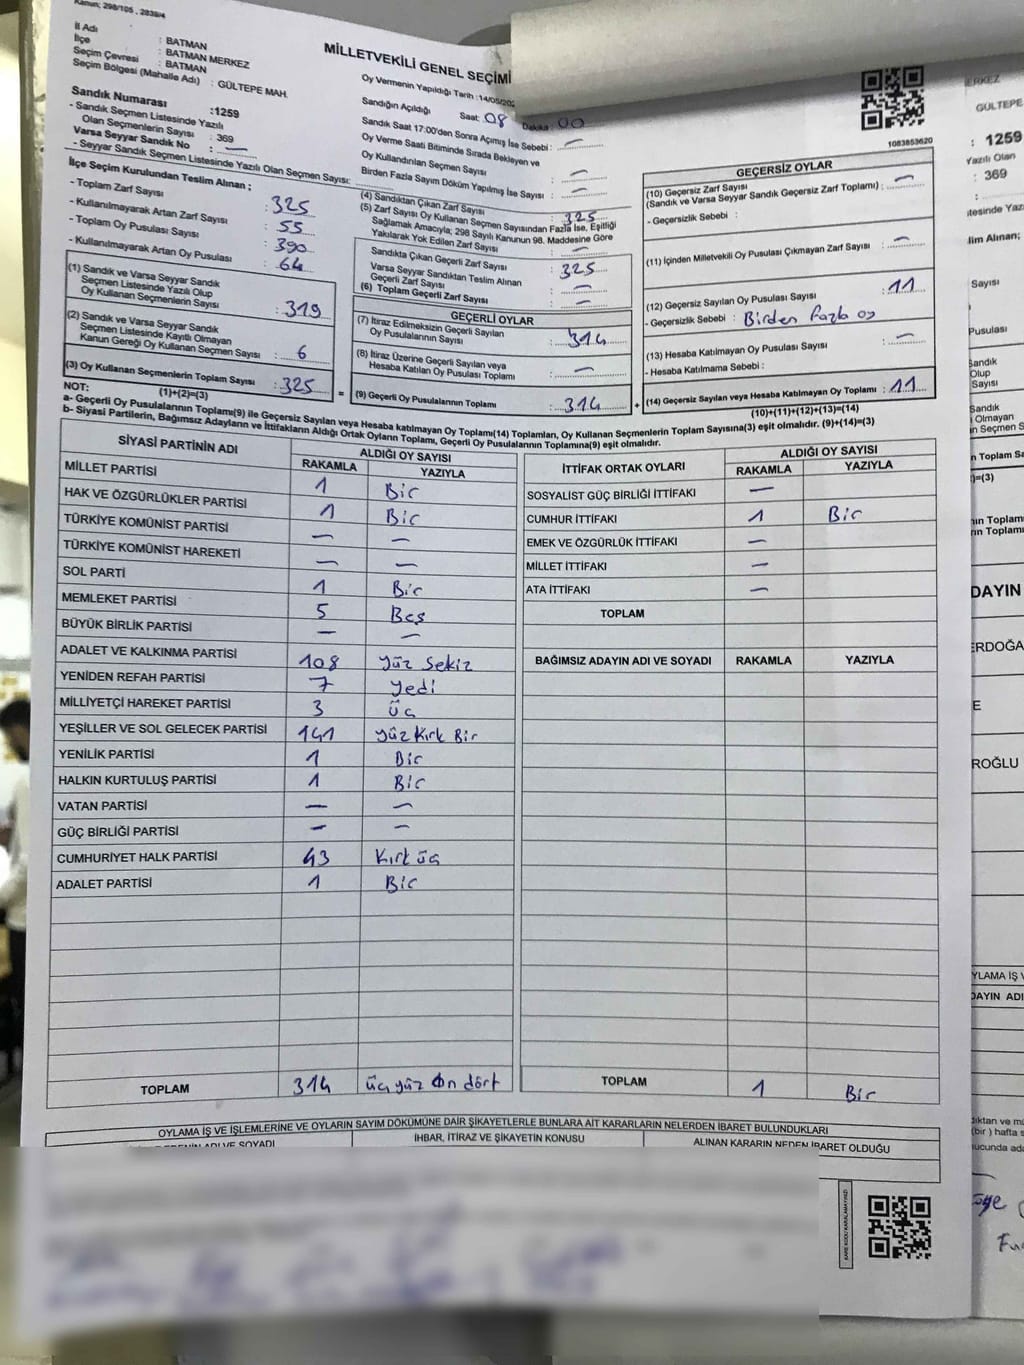 Kanun; 298/105 , 2839/4
İl Adı : BATMAN
İlçe : BATMAN MERKEZ
Seçim Çevresi : BATMAN
Seçim Bölgesi (Mahalle Adı) : GÜLTEPE MAH.
Sandık Numarası : 1259
- Sandık Seçmen Listesinde Yazılı
Olan Seçmenlerin Sayısı : 369
Varsa Seyyar Sandık No : —
- Seyyar Sandık Seçmen Listesinde Yazılı Olan Seçmen Sayısı:
İlçe Seçim Kurulundan Teslim Alınan ;
- Toplam Zarf Sayısı : 325
- Kullanılmayarak Artan Zarf Sayısı : 55
- Toplam Oy Pusulası Sayısı : 390
- Kullanılmayarak Artan Oy Pusulası : 64
(1) Sandık ve Varsa Seyyar Sandık
Seçmen Listesinde Yazılı Olup
Oy Kullanan Seçmenlerin Sayısı : 319
(2) Sandık ve Varsa Seyyar Sandık
Seçmen Listesinde Kayıtlı Olmayan
Kanun Gereği Oy Kullanan Seçmen Sayısı : 6
(3) Oy Kullanan Seçmenlerin Toplam Sayısı : 325
(1)+(2)=(3)
MİLLETVEKİLİ GENEL SEÇİMİ
Oy Vermenin Yapıldığı Tarih : 14/05/202
Sandığın Açıldığı Saat: 08 Dakika: 00
Sandık Saat 17:00'den Sonra Açılmış İse Sebebi : —
Oy Verme Saati Bitiminde Sırada Bekleyen ve
Oy Kullandırılan Seçmen Sayısı : —
Birden Fazla Sayım Döküm Yapılmış İse Sayısı : —
(4) Sandıktan Çıkan Zarf Sayısı : 325
(5) Zarf Sayısı Oy Kullanan Seçmen Sayısından Fazla İse, Eşitliği
Sağlamak Amacıyla; 298 Sayılı Kanunun 98. Maddesine Göre
Yakılarak Yok Edilen Zarf Sayısı : —
Sandıkta Çıkan Geçerli Zarf Sayısı : 325
Varsa Seyyar Sandıktan Teslim Alınan
Geçerli Zarf Sayısı : —
(6) Toplam Geçerli Zarf Sayısı : —
GEÇERLİ OYLAR
(7) İtiraz Edilmeksizin Geçerli Sayılan
Oy Pusulalarının Sayısı : 314
(8) İtiraz Üzerine Geçerli Sayılan veya
Hesaba Katılan Oy Pusulası Toplamı : —
= (9) Geçerli Oy Pusulalarının Toplamı : 314 +
1083853620
GEÇERSİZ OYLAR
(10) Geçersiz Zarf Sayısı
(Sandık ve Varsa Seyyar Sandık Geçersiz Zarf Toplamı) : —
- Geçersizlik Sebebi :
(11) İçinden Milletvekili Oy Pusulası Çıkmayan Zarf Sayısı : —
(12) Geçersiz Sayılan Oy Pusulası Sayısı : 11
- Geçersizlik Sebebi : Birden fazla oy
(13) Hesaba Katılmayan Oy Pusulası Sayısı : —
- Hesaba Katılmama Sebebi :
(14) Geçersiz Sayılan veya Hesaba Katılmayan Oy Toplamı : 11
(10)+(11)+(12)+(13)=(14)
NOT:
a- Geçerli Oy Pusulalarının Toplamı(9) ile Geçersiz Sayılan veya Hesaba katılmayan Oy Toplamı(14) Toplamları, Oy Kullanan Seçmenlerin Toplam Sayısına(3) eşit olmalıdır. (9)+(14)=(3)
b- Siyasi Partilerin, Bağımsız Adayların ve İttifakların Aldığı Ortak Oyların Toplamı, Geçerli Oy Pusulalarının Toplamına(9) eşit olmalıdır.
SİYASİ PARTİNİN ADI ALDIĞI OY SAYISI
RAKAMLA YAZIYLA
MİLLET PARTİSİ 1 Bir
HAK VE ÖZGÜRLÜKLER PARTİSİ 1 Bir
TÜRKİYE KOMÜNİST PARTİSİ — —
TÜRKİYE KOMÜNİST HAREKETİ — —
SOL PARTİ 1 Bir
MEMLEKET PARTİSİ 5 Beş
BÜYÜK BİRLİK PARTİSİ — —
ADALET VE KALKINMA PARTİSİ 108 yüz sekiz
YENİDEN REFAH PARTİSİ 7 yedi
MİLLİYETÇİ HAREKET PARTİSİ 3 üç
YEŞİLLER VE SOL GELECEK PARTİSİ 141 yüz kırk Bir
YENİLİK PARTİSİ 1 Bir
HALKIN KURTULUŞ PARTİSİ 1 Bir
VATAN PARTİSİ — —
GÜÇ BİRLİĞİ PARTİSİ — —
CUMHURİYET HALK PARTİSİ 43 kırk üç
ADALET PARTİSİ 1 Bir
TOPLAM 314 üç yüz on dört
İTTİFAK ORTAK OYLARI ALDIĞI OY SAYISI
RAKAMLA YAZIYLA
SOSYALİST GÜÇ BİRLİĞİ İTTİFAKI —
CUMHUR İTTİFAKI 1 Bir
EMEK VE ÖZGÜRLÜK İTTİFAKI —
MİLLET İTTİFAKI —
ATA İTTİFAKI —
TOPLAM
BAĞIMSIZ ADAYIN ADI VE SOYADI RAKAMLA YAZIYLA
TOPLAM 1 Bir
OYLAMA İŞ VE İŞLEMLERİNE VE OYLARIN SAYIM DÖKÜMÜNE DAİR ŞİKAYETLERLE BUNLARA AİT KARARLARIN NELERDEN İBARET BULUNDUKLARI
İHBAR, İTİRAZ VE ŞİKAYETİN KONUSU
ALINAN KARARIN NEDEN İBARET OLDUĞU
GÜLTEPE
: 1259
Yazılı Olan
: 369
lim Alınan;
Sayısı
Pusulası
Sandık
Olup
Sayısı
Sandık
Olmayan
n Seçmen S
n Toplam Sa
)=(3)
DAYIN
ERDOĞA
E
ROĞLU
YLAMA İŞ V
DAYIN ADI